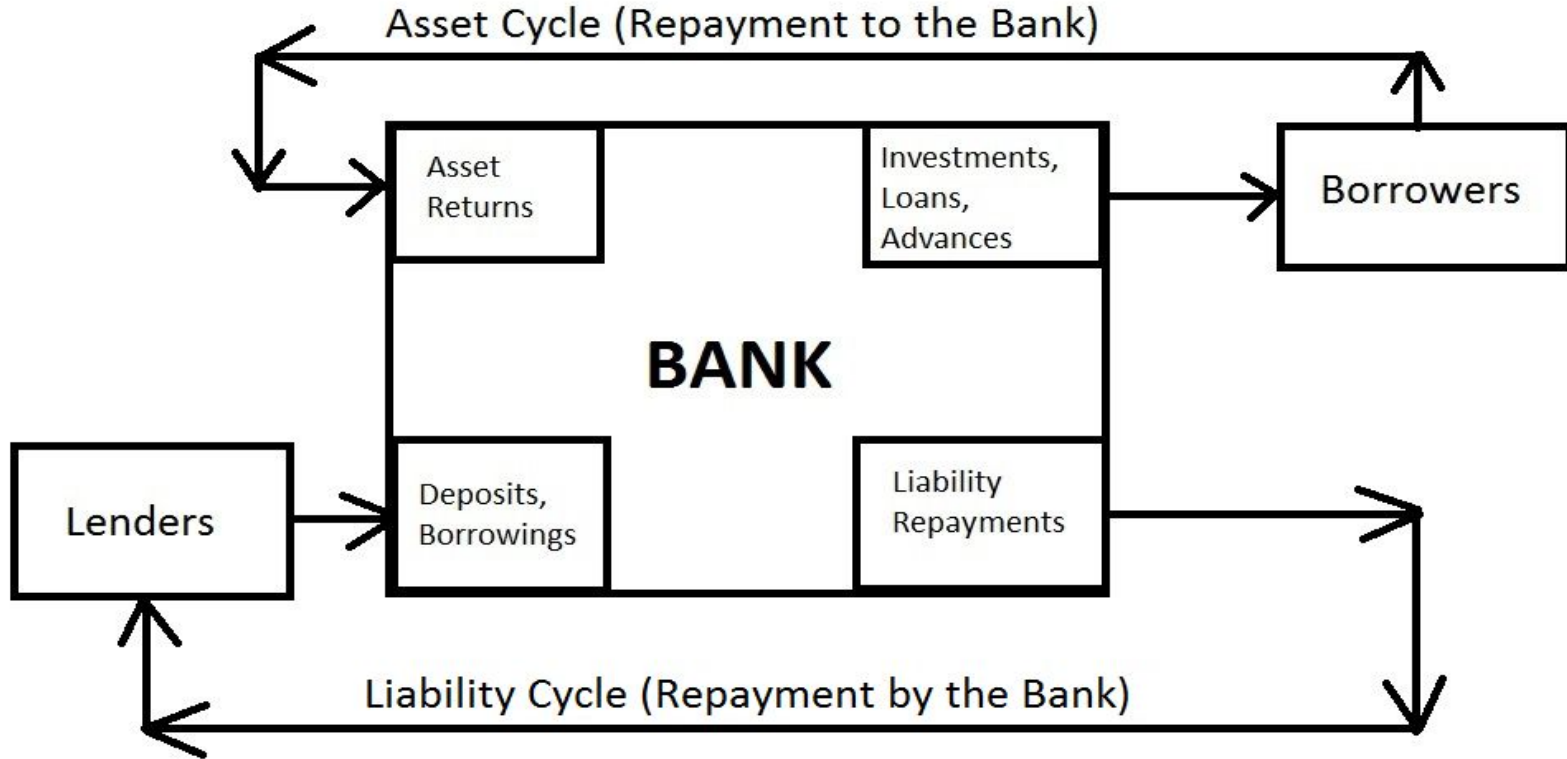 Asset Cycle (Repayment to the Bank)
Asset
Returns
Investments,
Loans,
Advances
Borrowers
BANK
Lenders
Deposits,
Borrowings
Liability
Repayments
Liability Cycle (Repayment by the Bank)